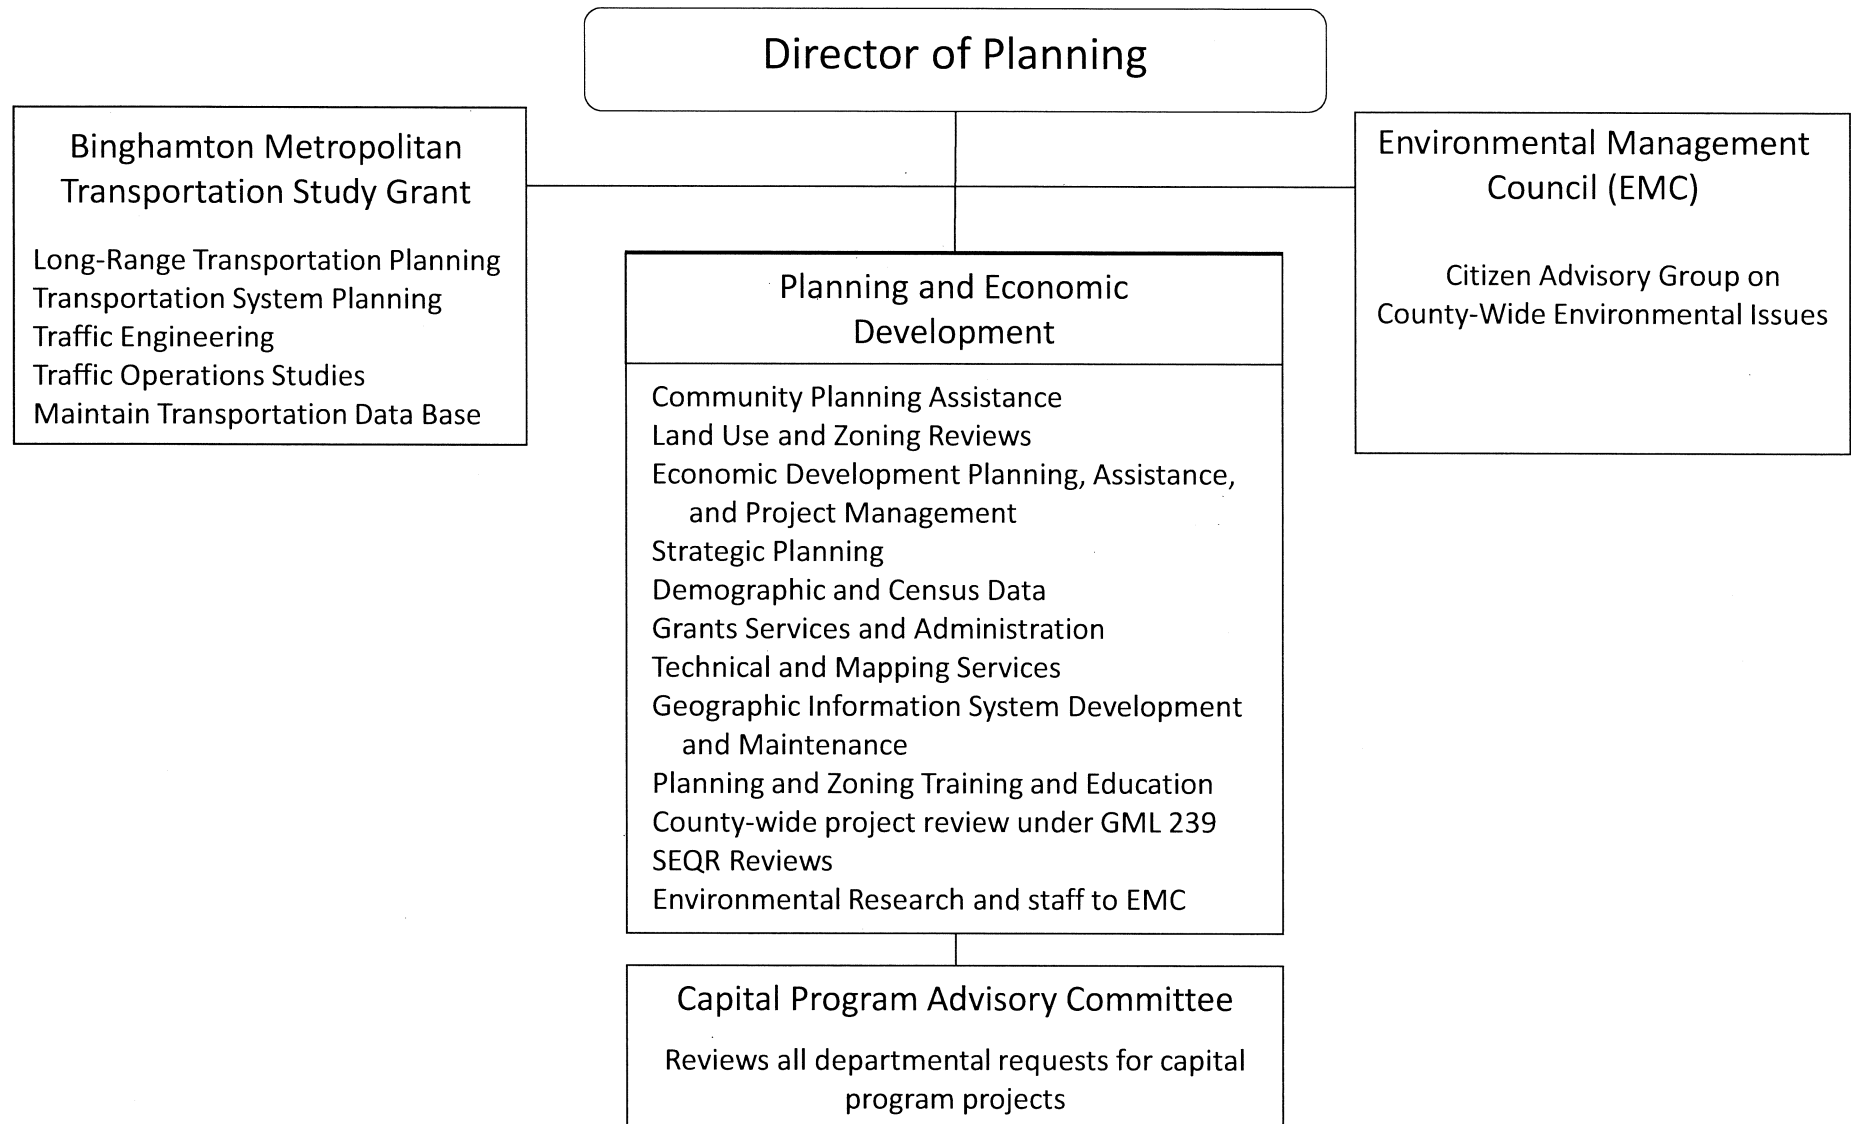 Director of Planning
Binghamton Metropolitan
Transportation Study Grant
Long-Range Transportation Planning
Transportation System Planning
Traffic Engineering
Traffic Operations Studies
Maintain Transportation Data Base
Environmental Management
Council (EMC)
Citizen Advisory Group on
County-Wide Environmental Issues
Planning and Economic
Development
Community Planning Assistance
Land Use and Zoning Reviews
Economic Development Planning, Assistance,
and Project Management
Strategic Planning
Demographic and Census Data
Grants Services and Administration
Technical and Mapping Services
Geographic Information System Development
and Maintenance
Planning and Zoning Training and Education
County-wide project review under GML 239
SEQR Reviews
Environmental Research and staff to EMC
Capital Program Advisory Committee
Reviews all departmental requests for capital
program projects